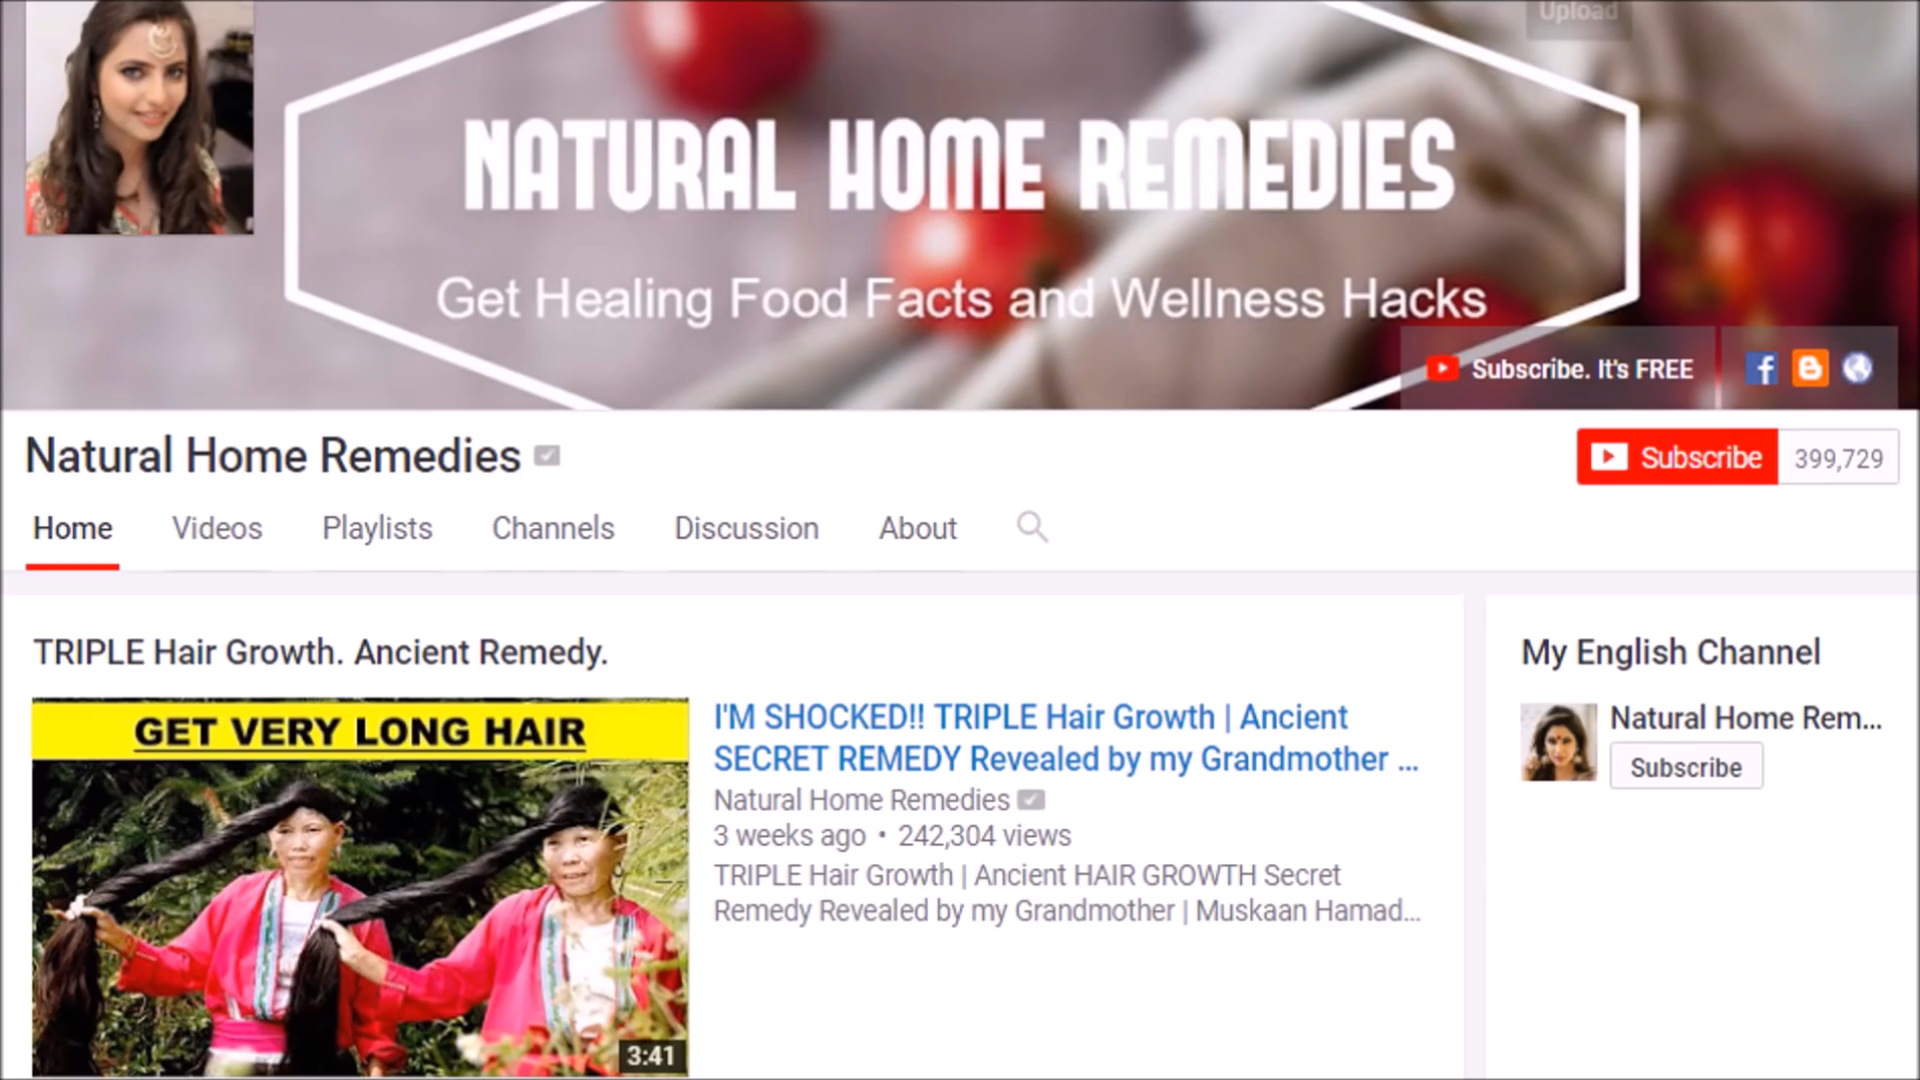 Upload
NATURAL HOME REMEDIES
Get Healing Food Facts and Wellness Hacks
Subscribe. It's FREE
Natural Home Remedies
Subscribe 399,729
Home Videos Playlists Channels Discussion About
TRIPLE Hair Growth. Ancient Remedy.
GET VERY LONG HAIR
3:41
I'M SHOCKED!! TRIPLE Hair Growth | Ancient
SECRET REMEDY Revealed by my Grandmother ...
Natural Home Remedies
3 weeks ago • 242,304 views
TRIPLE Hair Growth | Ancient HAIR GROWTH Secret
Remedy Revealed by my Grandmother | Muskaan Hamad...
My English Channel
Natural Home Rem...
Subscribe